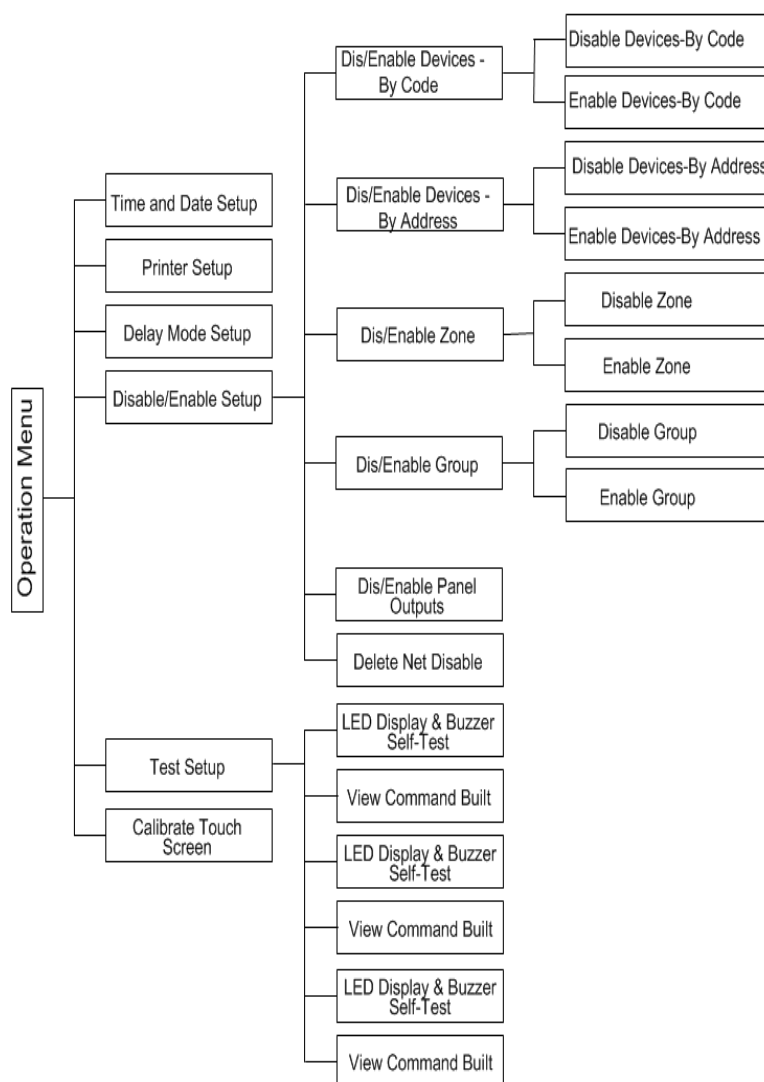 Operation Menu
Time and Date Setup
Printer Setup
Delay Mode Setup
Disable/Enable Setup
Test Setup
Calibrate Touch
Screen
Dis/Enable Devices -
By Code
Dis/Enable Devices -
By Address
Dis/Enable Zone
Dis/Enable Group
Dis/Enable Panel
Outputs
Delete Net Disable
LED Display & Buzzer
Self-Test
View Command Built
LED Display & Buzzer
Self-Test
View Command Built
LED Display & Buzzer
Self-Test
View Command Built
Disable Devices-By Code
Enable Devices-By Code
Disable Devices-By Address
Enable Devices-By Address
Disable Zone
Enable Zone
Disable Group
Enable Group